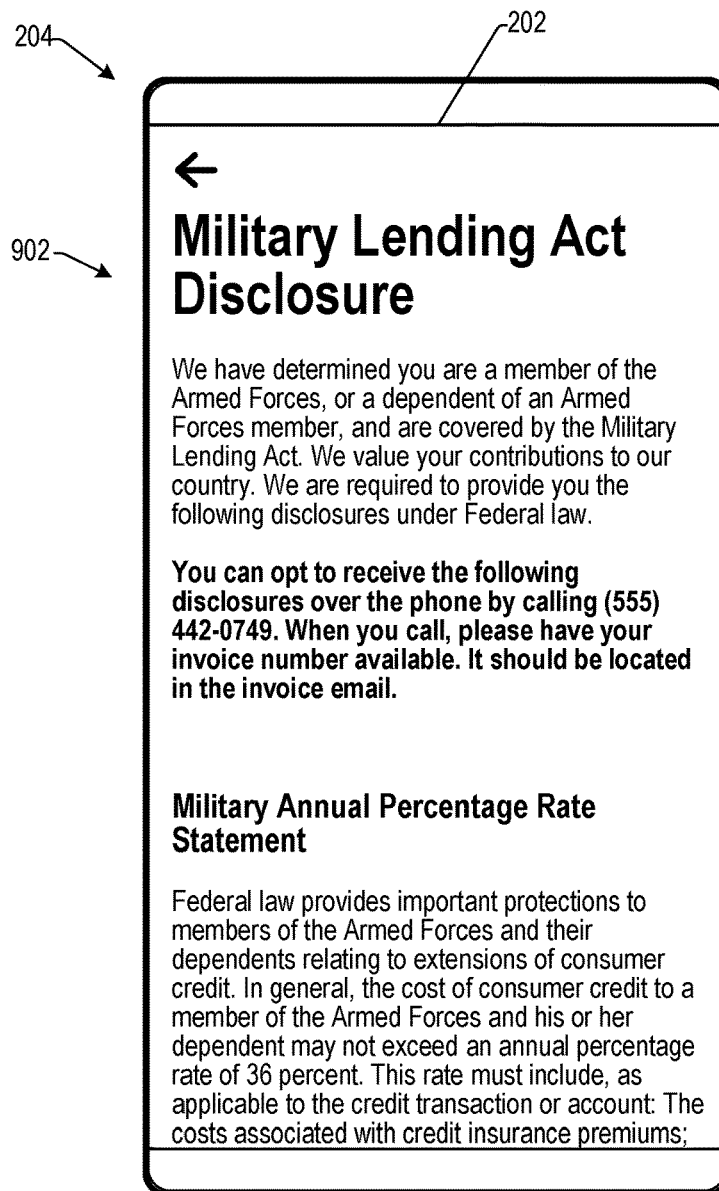 204
202
902
Military Lending Act
Disclosure
We have determined you are a member of the
Armed Forces, or a dependent of an Armed
Forces member, and are covered by the Military
Lending Act. We value your contributions to our
country. We are required to provide you the
following disclosures under Federal law.
You can opt to receive the following
disclosures over the phone by calling (555)
442-0749. When you call, please have your
invoice number available. It should be located
in the invoice email.
Military Annual Percentage Rate
Statement
Federal law provides important protections to
members of the Armed Forces and their
dependents relating to extensions of consumer
credit. In general, the cost of consumer credit to a
member of the Armed Forces and his or her
dependent may not exceed an annual percentage
rate of 36 percent. This rate must include, as
applicable to the credit transaction or account: The
costs associated with credit insurance premiums;